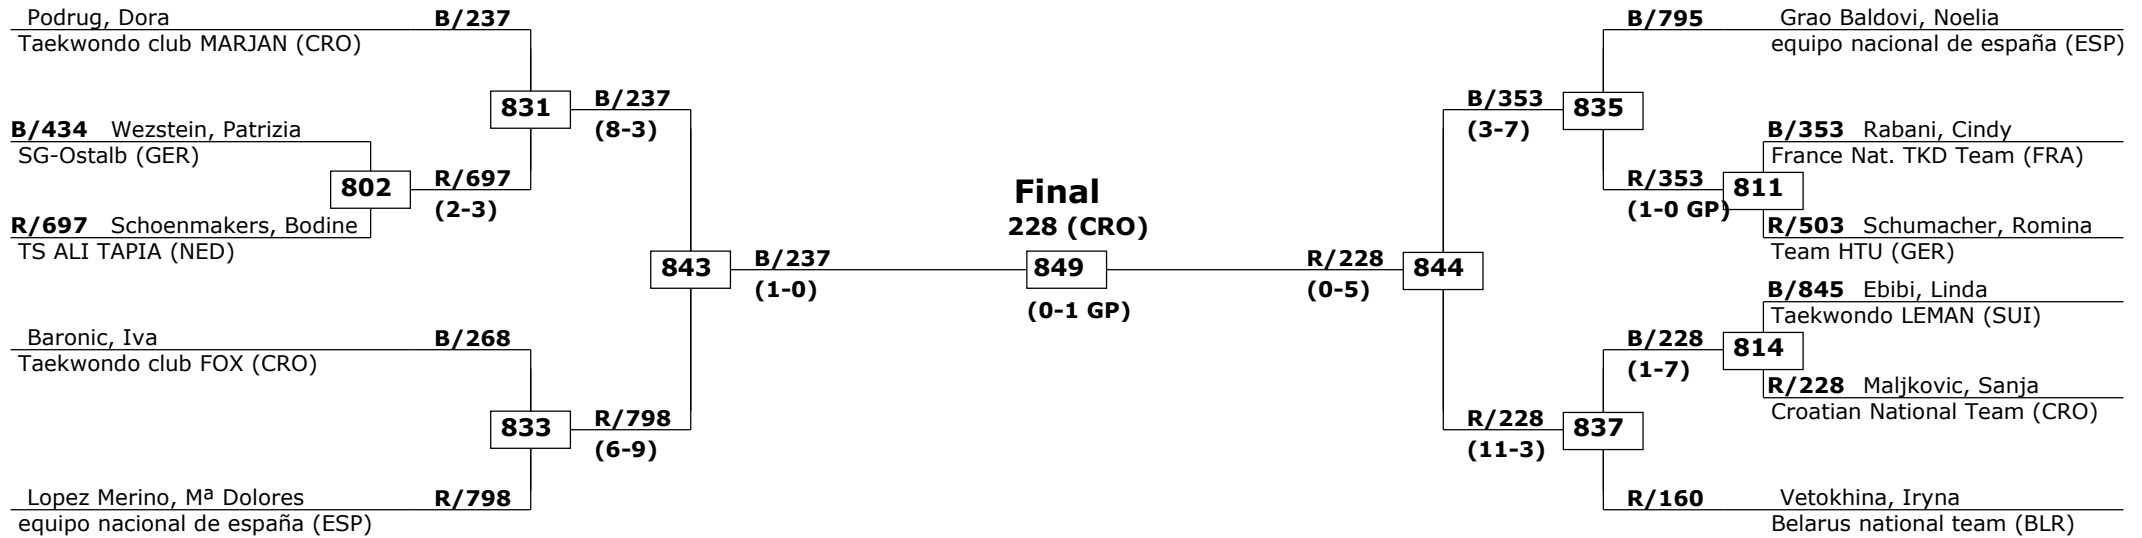 Podrug, Dora B/237
Taekwondo club MARJAN (CRO)
831 B/237
(8-3)
B/434 Wezstein, Patrizia
SG-Ostalb (GER)
802 R/697
(2-3)
R/697 Schoenmakers, Bodine
TS ALI TAPIA (NED)
843 B/237
(1-0)
Baronic, Iva B/268
Taekwondo club FOX (CRO)
833 R/798
(6-9)
Lopez Merino, Mª Dolores R/798
equipo nacional de españa (ESP)
Final
228 (CRO)
849
(0-1 GP)
B/795 Grao Baldovi, Noelia
equipo nacional de españa (ESP)
B/353 835
(3-7)
B/353 Rabani, Cindy
France Nat. TKD Team (FRA)
R/353 811
(1-0 GP)
R/503 Schumacher, Romina
Team HTU (GER)
R/228 844
(0-5)
B/845 Ebibi, Linda
Taekwondo LEMAN (SUI)
B/228 814
(1-7)
R/228 Maljkovic, Sanja
Croatian National Team (CRO)
R/228 837
(11-3)
R/160 Vetokhina, Iryna
Belarus national team (BLR)